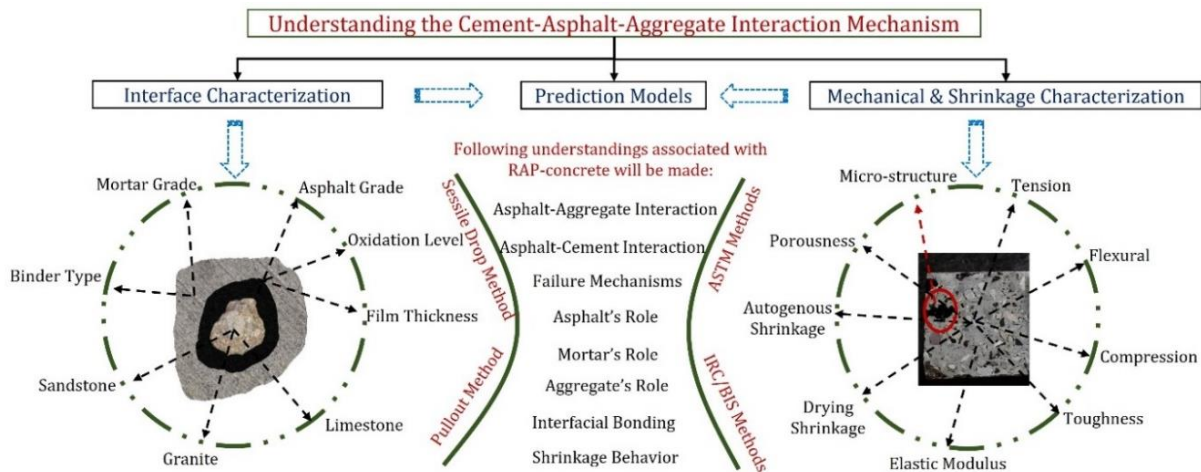 Understanding the Cement-Asphalt-Aggregate Interaction Mechanism
Interface Characterization
Prediction Models
Mechanical & Shrinkage Characterization
Mortar Grade
Asphalt Grade
Oxidation Level
Binder Type
Film Thickness
Sandstone
Limestone
Granite
Sessile Drop Method
Pullout Method
Following understandings associated with
RAP-concrete will be made:
Asphalt-Aggregate Interaction
Asphalt-Cement Interaction
Failure Mechanisms
Asphalt's Role
Mortar's Role
Aggregate's Role
Interfacial Bonding
Shrinkage Behavior
ASTM Methods
IRC/BIS Methods
Micro-structure
Tension
Porousness
Flexural
Autogenous
Shrinkage
Compression
Drying
Shrinkage
Toughness
Elastic Modulus